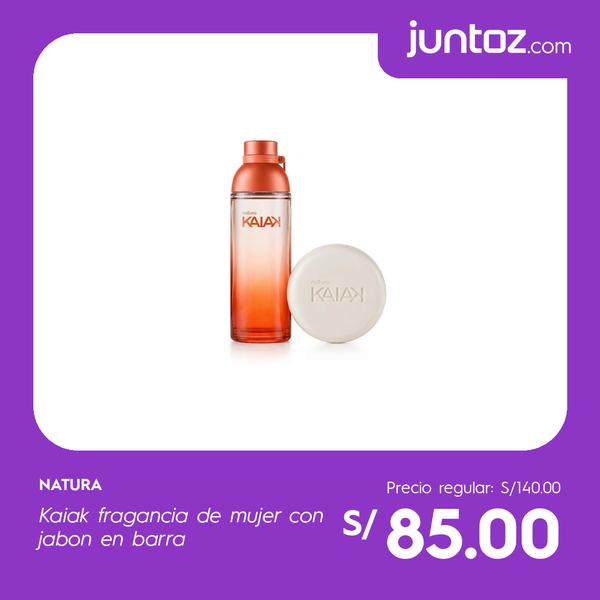 juntoz.com
natura
KAIAK
natura
KAIAK
NATURA
Kaiak fragancia de mujer con
jabon en barra
Precio regular: S/140.00
S/ 85.00